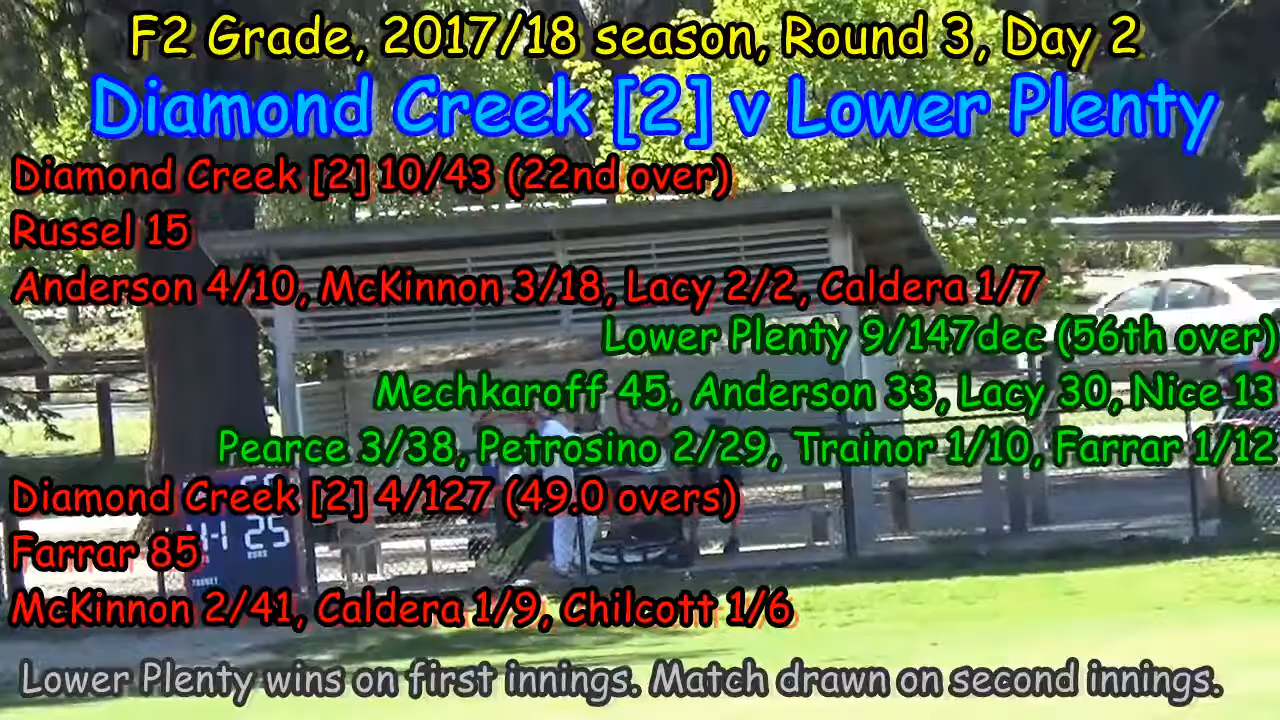 F2 Grade, 2017/18 season, Round 3, Day 2
Diamond Creek [2] v Lower Plenty
Diamond Creek [2] 10/43 (22nd over)
Russel 15
Anderson 4/10, McKinnon 3/18, Lacy 2/2, Caldera 1/7
Lower Plenty 9/147dec (56th over)
Mechkaroff 45, Anderson 33, Lacy 30, Nice 13
Pearce 3/38, Petrosino 2/29, Trainor 1/10, Farrar 1/12
Diamond Creek [2] 4/127 (49.0 overs)
Farrar 85
McKinnon 2/41, Caldera 1/9, Chilcott 1/6
Lower Plenty wins on first innings. Match drawn on second innings.